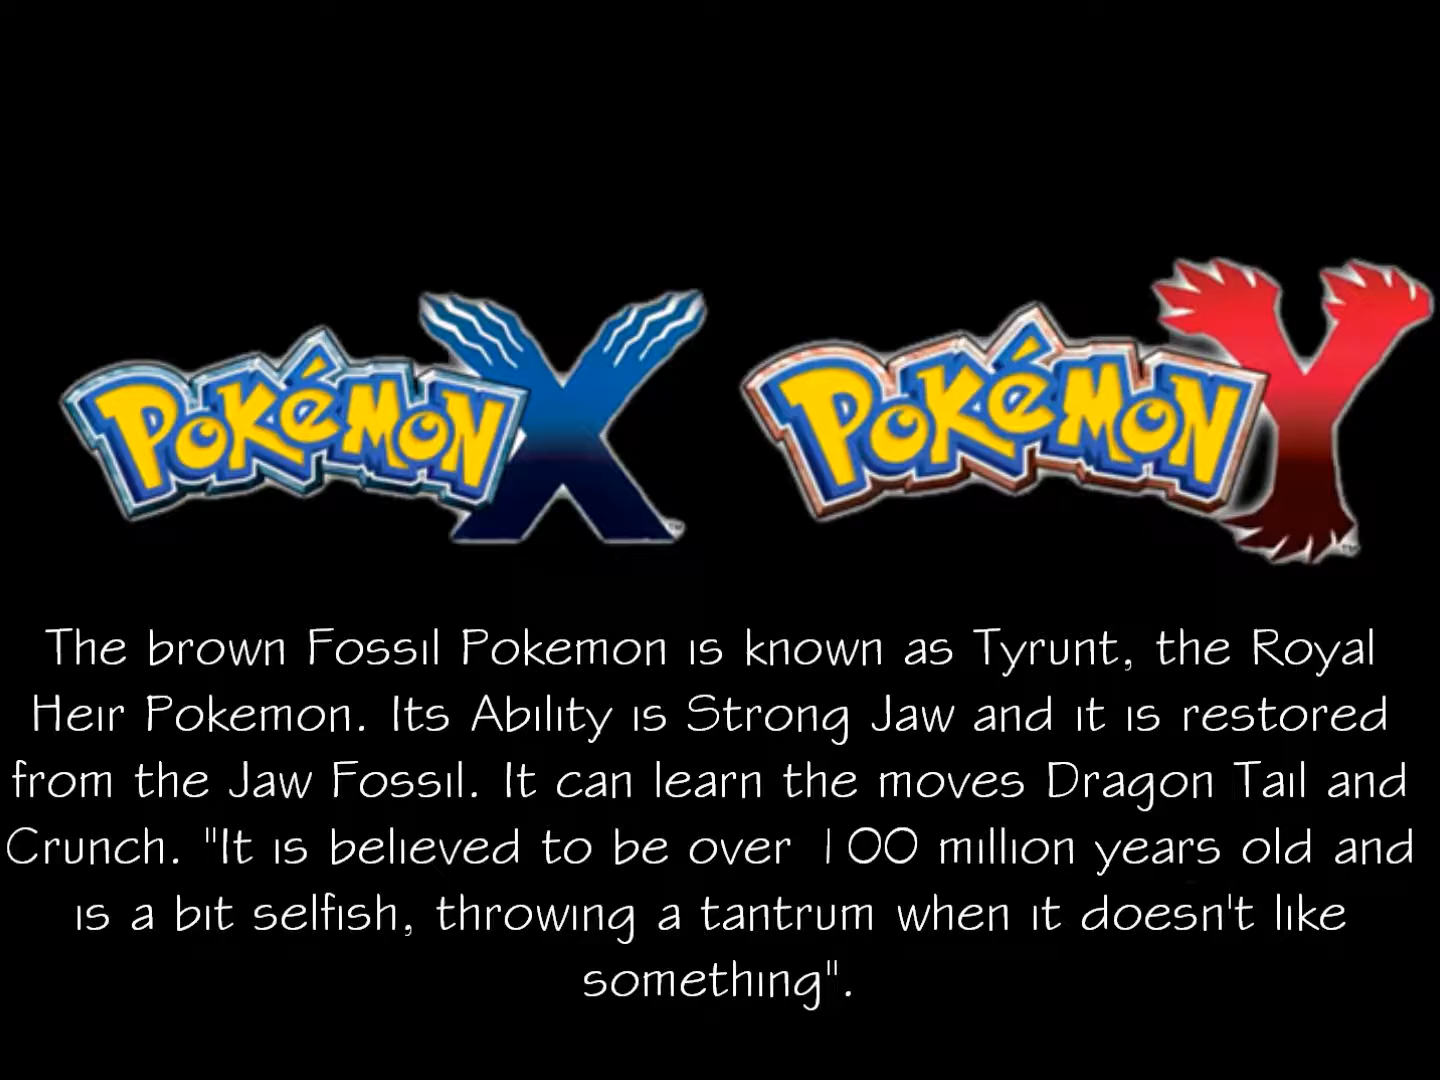 POKéMON X TM
POKéMON Y TM
The brown Fossil Pokemon is known as Tyrunt, the Royal
Heir Pokemon. Its Ability is Strong Jaw and it is restored
from the Jaw Fossil. It can learn the moves Dragon Tail and
Crunch. "It is believed to be over 100 million years old and
is a bit selfish, throwing a tantrum when it doesn't like
something".